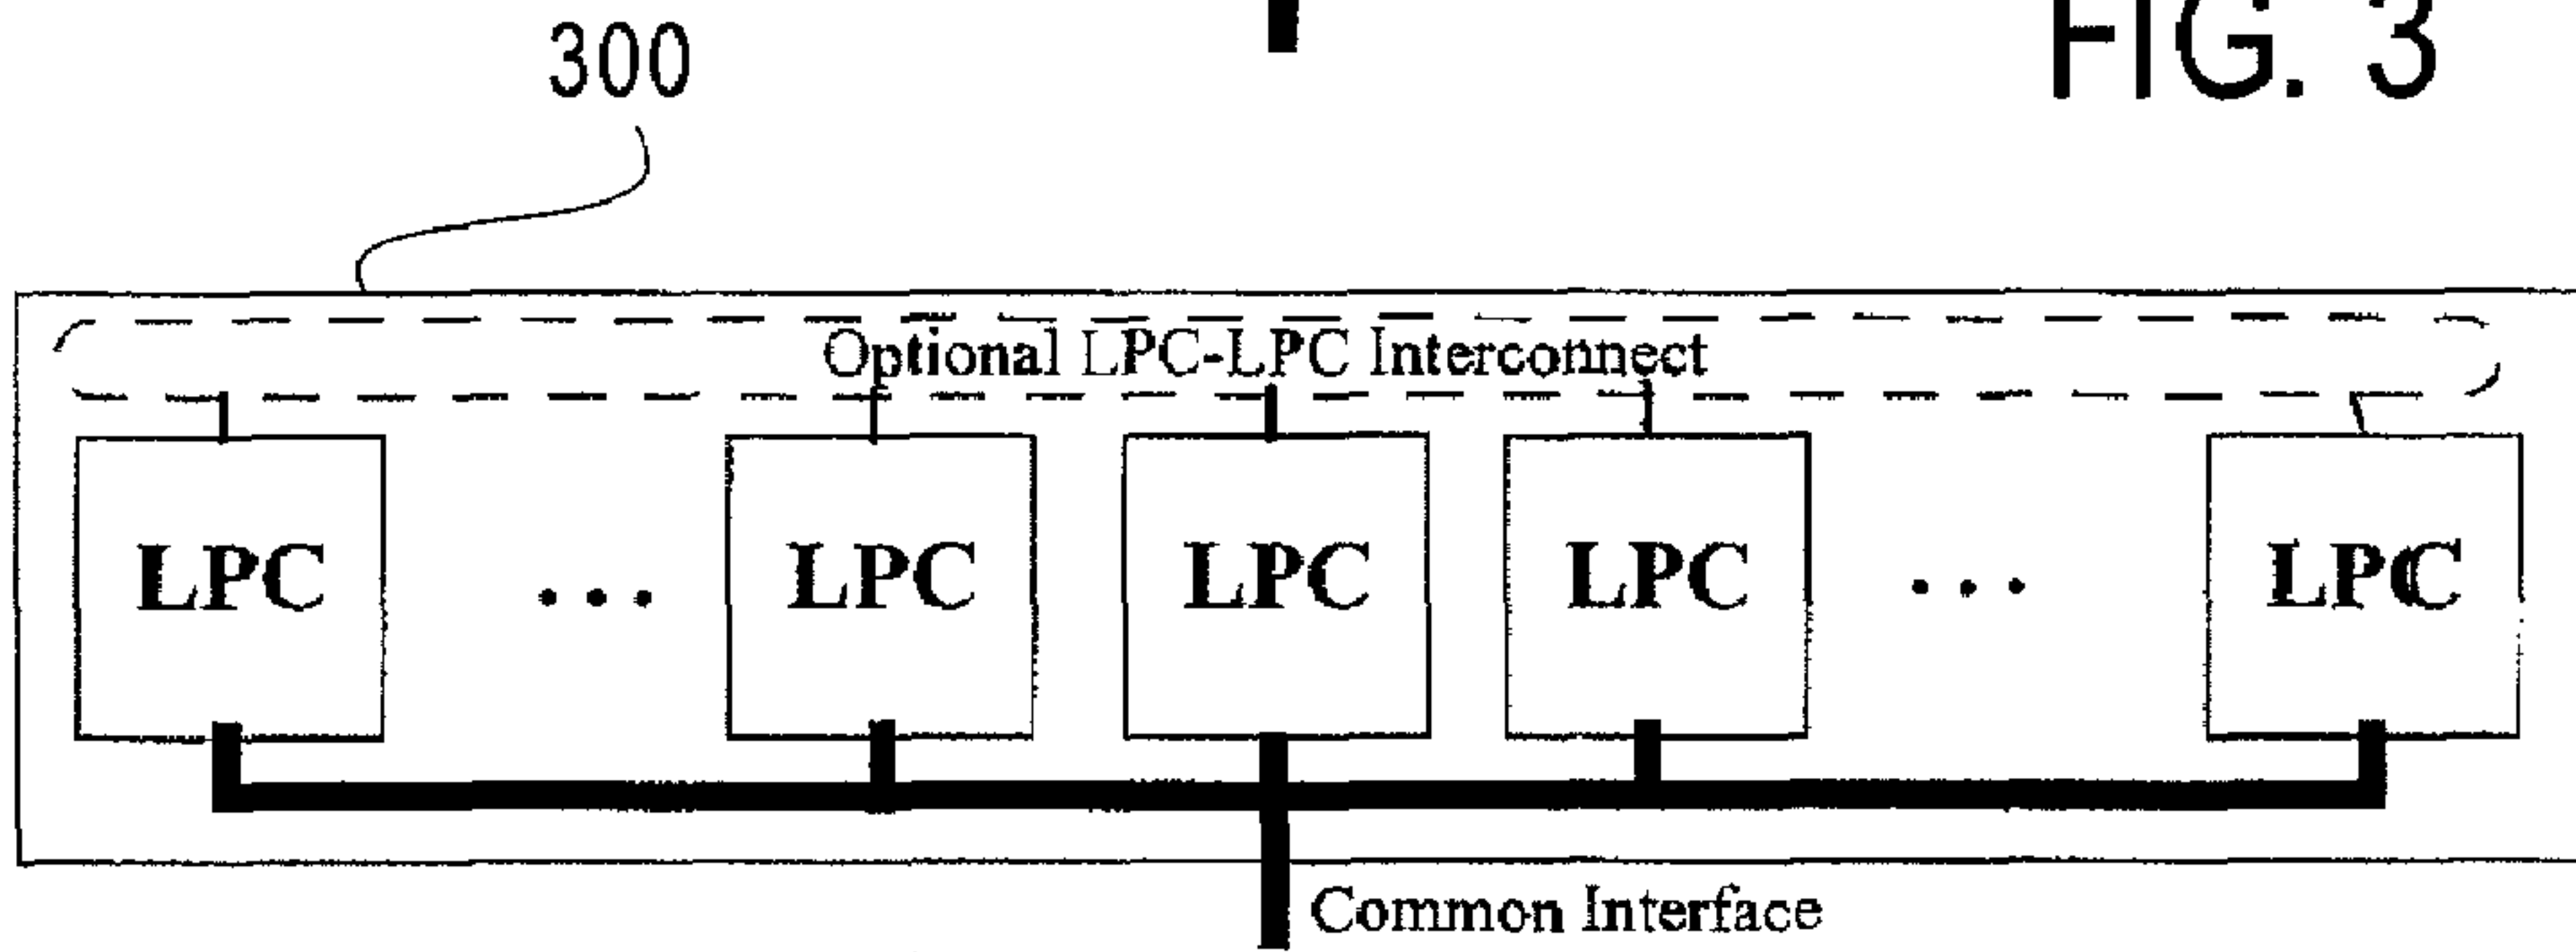 FIG. 3
300
Optional LPC-LPC Interconnect
LPC ... LPC LPC LPC ... LPC
Common Interface